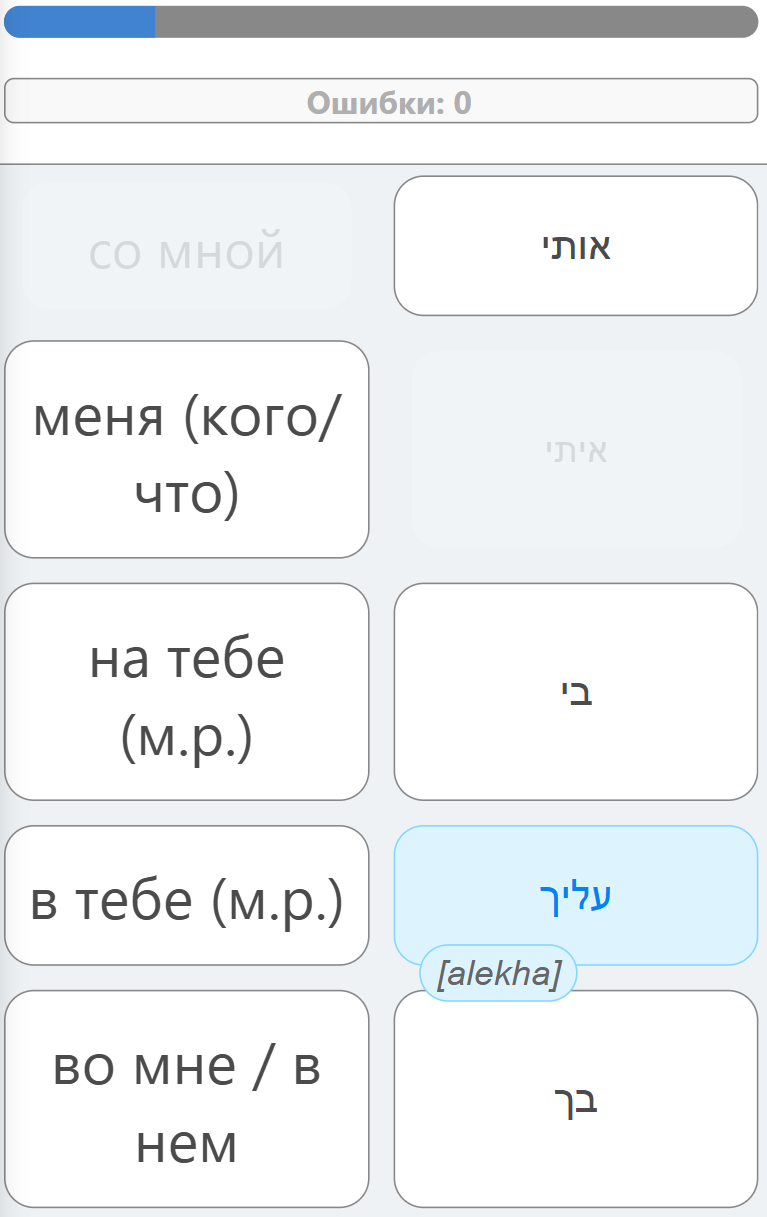 Ошибки: 0
со мной
אותי
меня (кого/
что)
איתי
на тебе
(м.р.)
בי
в тебе (м.р.)
עליך
[alekha]
во мне / в
нем
בך